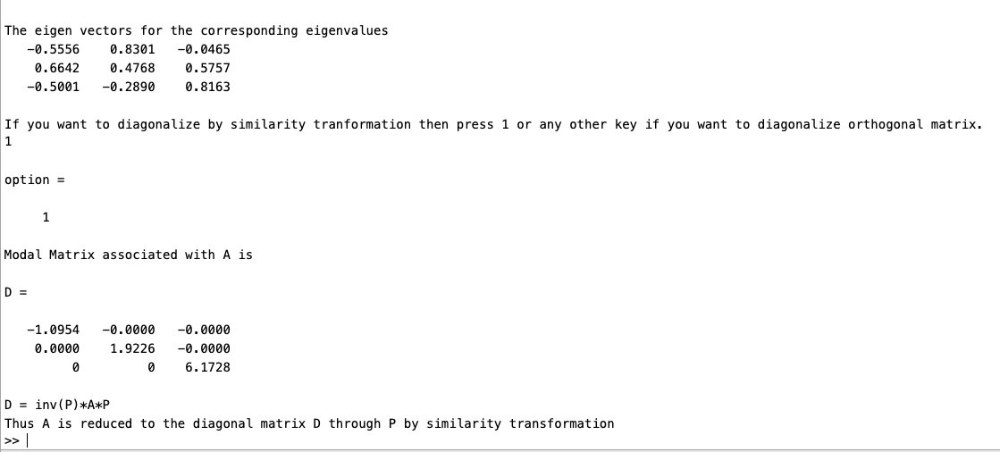 The eigen vectors for the corresponding eigenvalues
-0.5556 0.8301 -0.0465
0.6642 0.4768 0.5757
-0.5001 -0.2890 0.8163
If you want to diagonalize by similarity tranformation then press 1 or any other key if you want to diagonalize orthogonal matrix.
1
option =
1
Modal Matrix associated with A is
D =
-1.0954 -0.0000 -0.0000
0.0000 1.9226 -0.0000
0 0 6.1728
D = inv(P)*A*P
Thus A is reduced to the diagonal matrix D through P by similarity transformation
>>